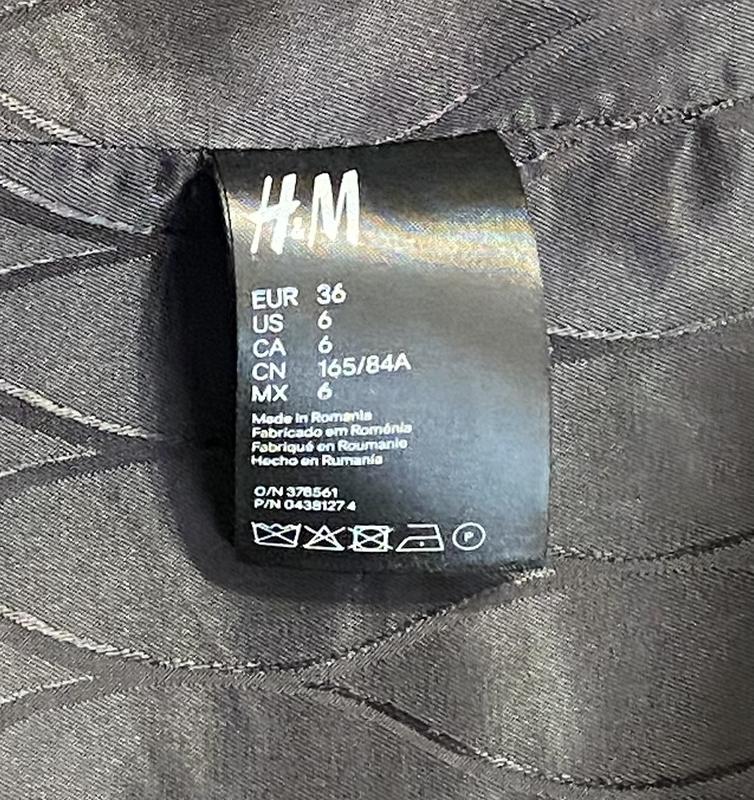 H&M
EUR 36
US 6
CA 6
CN 165/84A
MX 6
Made in Romania
Fabricado em Roménia
Fabriqué en Roumanie
Hecho en Rumanía
O/N 378561
P/N 0438127 4
P